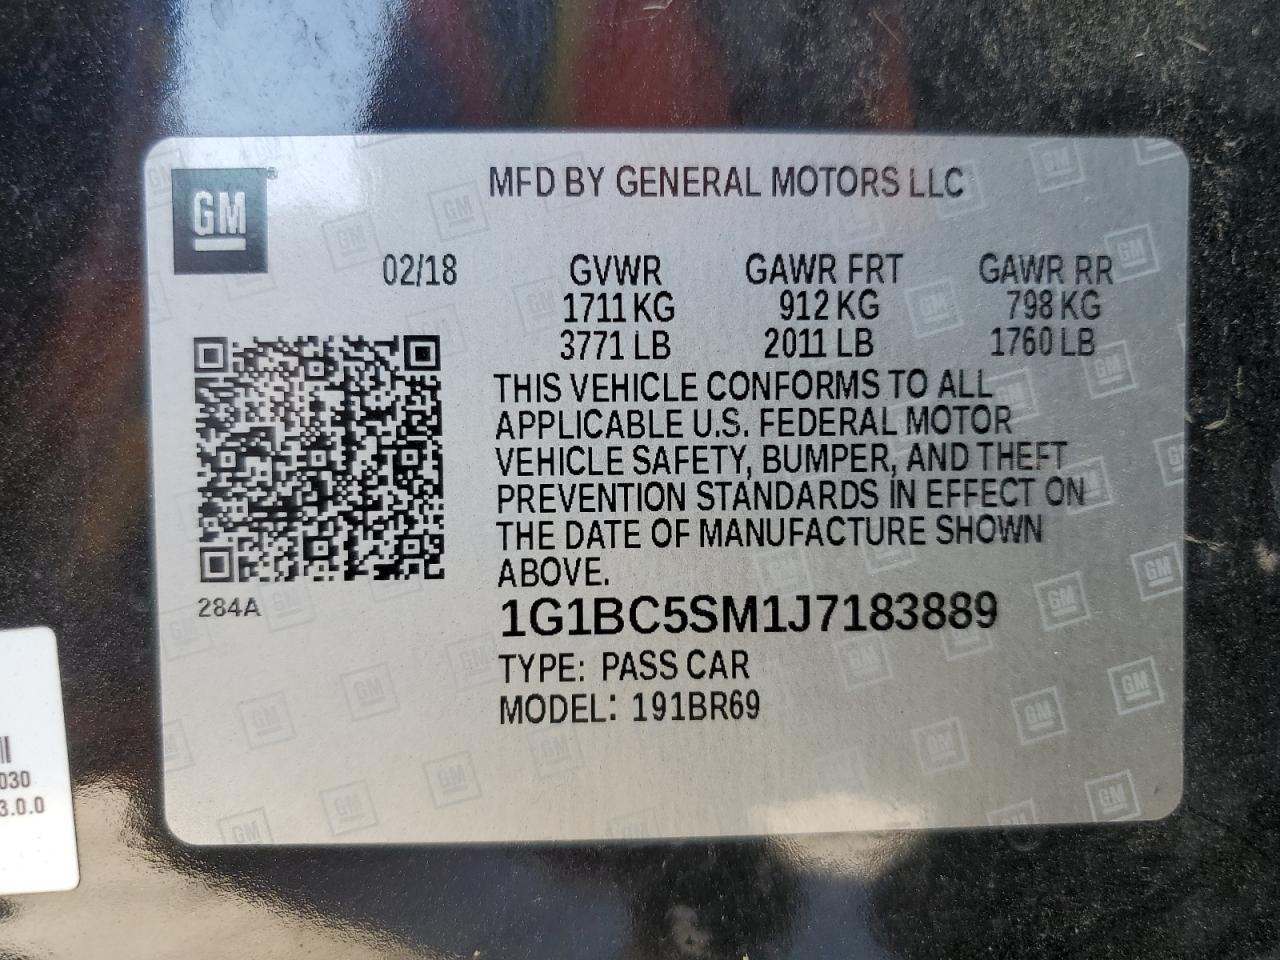 GM
MFD BY GENERAL MOTORS LLC
02/18
GVWR GAWR FRT GAWR RR
1711 KG 912 KG 798 KG
3771 LB 2011 LB 1760 LB
THIS VEHICLE CONFORMS TO ALL
APPLICABLE U.S. FEDERAL MOTOR
VEHICLE SAFETY, BUMPER, AND THEFT
PREVENTION STANDARDS IN EFFECT ON
THE DATE OF MANUFACTURE SHOWN
ABOVE.
284A
1G1BC5SM1J7183889
TYPE: PASS CAR
MODEL: 191BR69
030
3.0.0